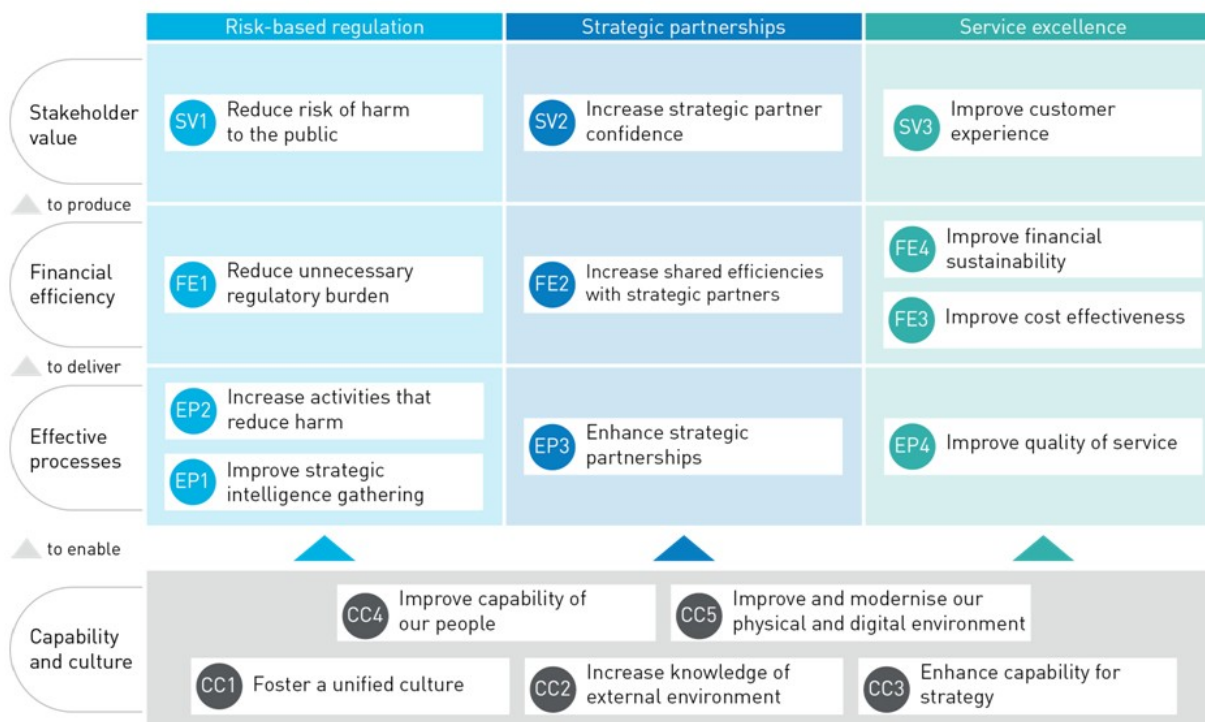 Risk-based regulation
Strategic partnerships
Service excellence
Stakeholder
value
SV1
Reduce risk of harm
to the public
SV2
Increase strategic partner
confidence
SV3
Improve customer
experience
to produce
Financial
efficiency
FE1
Reduce unnecessary
regulatory burden
FE2
Increase shared efficiencies
with strategic partners
FE4
Improve financial
sustainability
FE3
Improve cost effectiveness
to deliver
Effective
processes
EP2
Increase activities that
reduce harm
EP1
Improve strategic
intelligence gathering
EP3
Enhance strategic
partnerships
EP4
Improve quality of service
to enable
Capability
and culture
CC4
Improve capability of
our people
CC5
Improve and modernise our
physical and digital environment
CC1
Foster a unified culture
CC2
Increase knowledge of
external environment
CC3
Enhance capability for
strategy